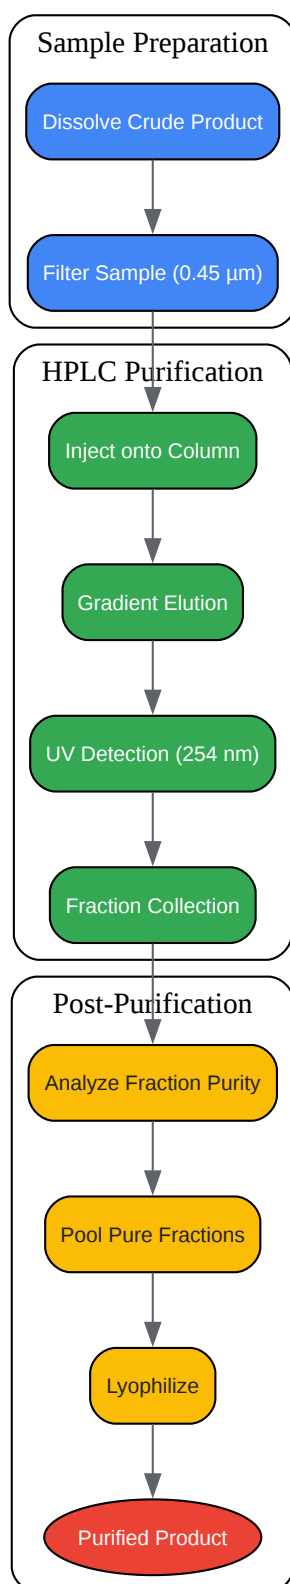 Sample Preparation
Dissolve Crude Product
Filter Sample (0.45 µm)
HPLC Purification
Inject onto Column
Gradient Elution
UV Detection (254 nm)
Fraction Collection
Post-Purification
Analyze Fraction Purity
Pool Pure Fractions
Lyophilize
Purified Product